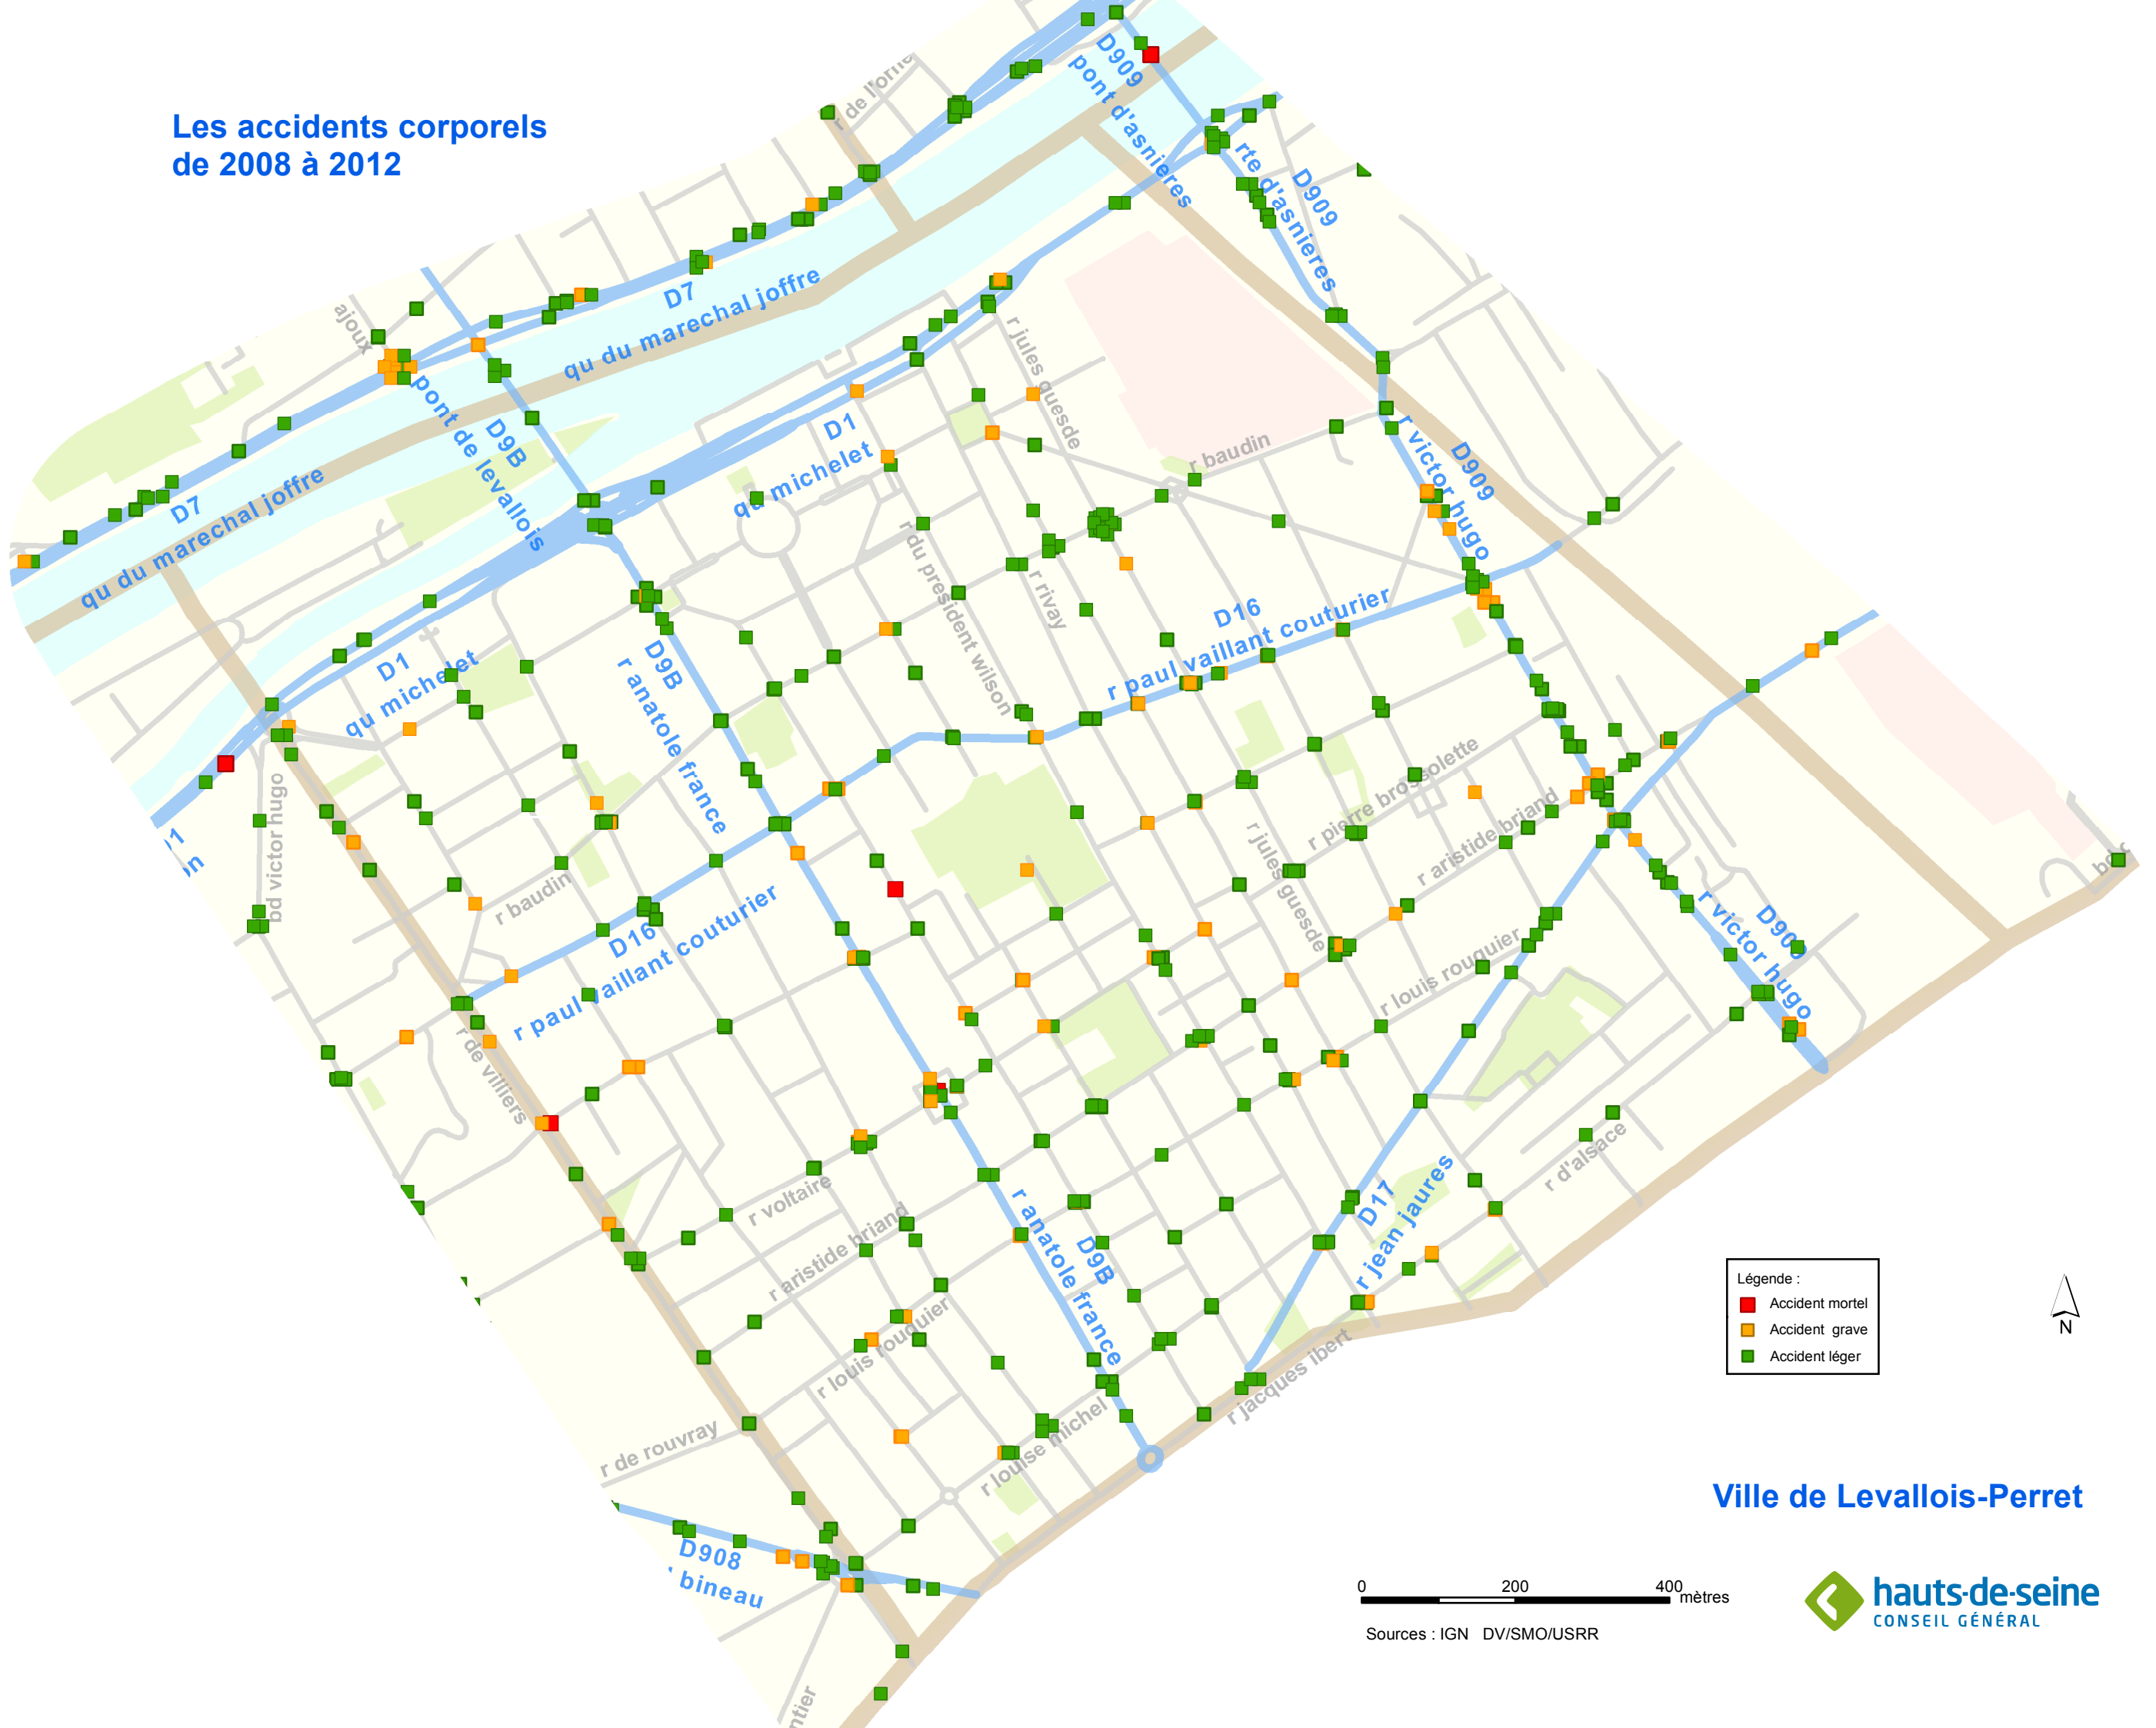 Les accidents corporels
de 2008 à 2012
r de l'orne
D909
pont d'asnieres
rte d'asnieres
D909
ajoux
D7
qu du marechal joffre
r jules guesde
pont de levallois
D9B
D1
qu michelet
r baudin
r victor hugo
D909
D7
qu du marechal joffre
r du president wilson
r rivay
D16
r paul vaillant couturier
D1
qu michelet
D9B
r anatole france
bd victor hugo
r pierre brossolette
r aristide briand
r jules guesde
r baudin
D16
r paul vaillant couturier
r louis rouquier
D909
r victor hugo
r de villiers
r voltaire
r aristide briand
r louis rouquier
r anatole france
D9B
D17
r jean jaures
r d'alsace
r jacques ibert
r louise michel
r de rouvray
D908
bineau
Légende :
Accident mortel
Accident grave
Accident léger
N
Ville de Levallois-Perret
0 200 400
mètres
Sources : IGN DV/SMO/USRR
hauts-de-seine
CONSEIL GÉNÉRAL